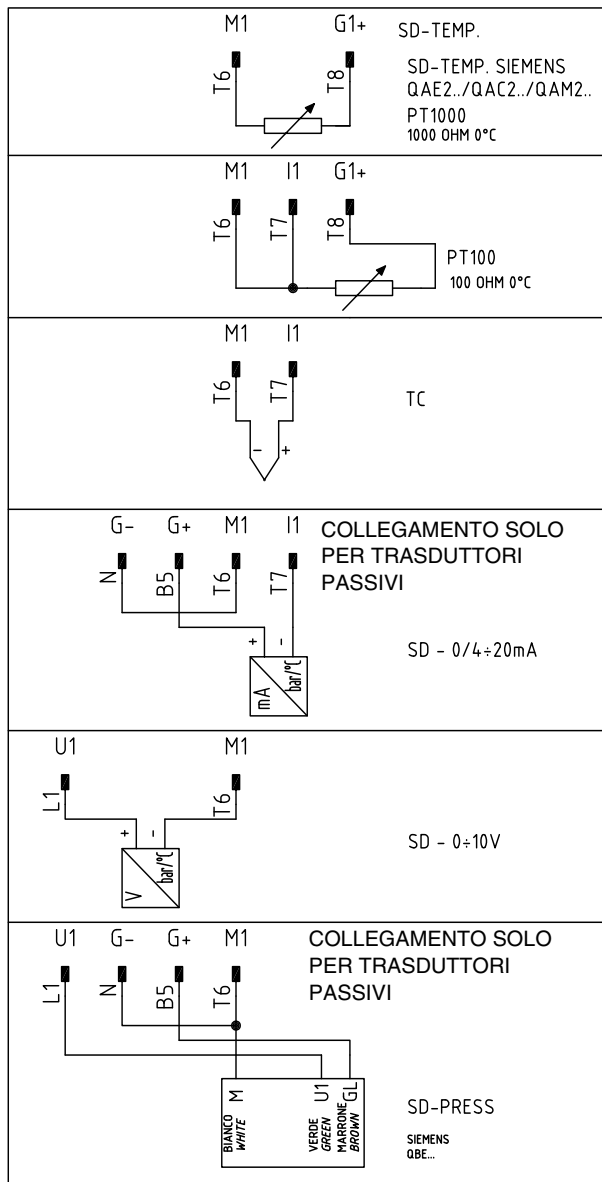 M1 G1+ SD-TEMP.
T6 T8
SD-TEMP. SIEMENS
QAE2../QAC2../QAM2..
PT1000
1000 OHM 0°C
M1 I1 G1+
T6 T7 T8
PT100
100 OHM 0°C
M1 I1
T6 T7
- +
TC
G- G+ M1 I1
COLLEGAMENTO SOLO
PER TRASDUTTORI
PASSIVI
N B5 T6 T7
+ -
mA bar/°C
SD - 0/4÷20mA
U1 M1
L1 T6
+ -
V bar/°C
SD - 0÷10V
U1 G- G+ M1
COLLEGAMENTO SOLO
PER TRASDUTTORI
PASSIVI
L1 N B5 T6
M U1 GL
BIANCO
WHITE
VERDE
GREEN
MARRONE
BROWN
SD-PRESS
SIEMENS
QBE...